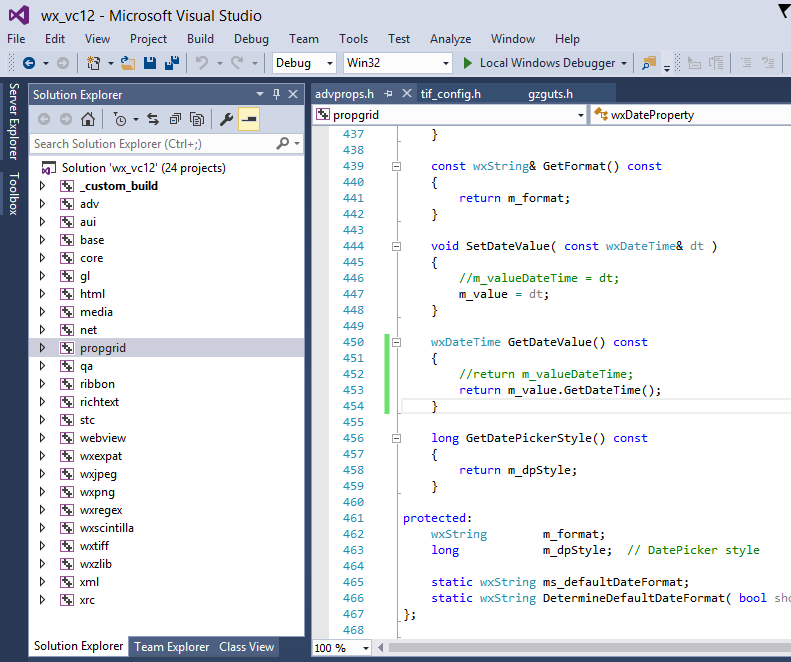 wx_vc12 - Microsoft Visual Studio
File Edit View Project Build Debug Team Tools Test Analyze Window Help
Debug Win32 Local Windows Debugger
Server Explorer
Toolbox
Solution Explorer
Search Solution Explorer (Ctrl+;)
Solution 'wx_vc12' (24 projects)
_custom_build
adv
aui
base
core
gl
html
media
net
propgrid
qa
ribbon
richtext
stc
webview
wxexpat
wxjpeg
wxpng
wxregex
wxscintilla
wxtiff
wxzlib
xml
xrc
Solution Explorer Team Explorer Class View
advprops.h tif_config.h gzguts.h
propgrid wxDateProperty
437 }
438
439 const wxString& GetFormat() const
440 {
441 return m_format;
442 }
443
444 void SetDateValue( const wxDateTime& dt )
445 {
446 //m_valueDateTime = dt;
447 m_value = dt;
448 }
449
450 wxDateTime GetDateValue() const
451 {
452 //return m_valueDateTime;
453 return m_value.GetDateTime();
454 }
455
456 long GetDatePickerStyle() const
457 {
458 return m_dpStyle;
459 }
460
461 protected:
462 wxString m_format;
463 long m_dpStyle; // DatePicker style
464
465 static wxString ms_defaultDateFormat;
466 static wxString DetermineDefaultDateFormat( bool sho
467 };
468
100 %